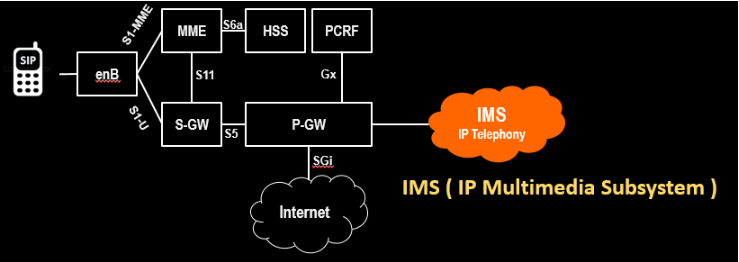 S1-MME
MME
S6a
HSS
PCRF
SIP
enB
S11
Gx
S1-U
S-GW
S5
P-GW
IMS
IP Telephony
SGi
IMS ( IP Multimedia Subsystem )
Internet